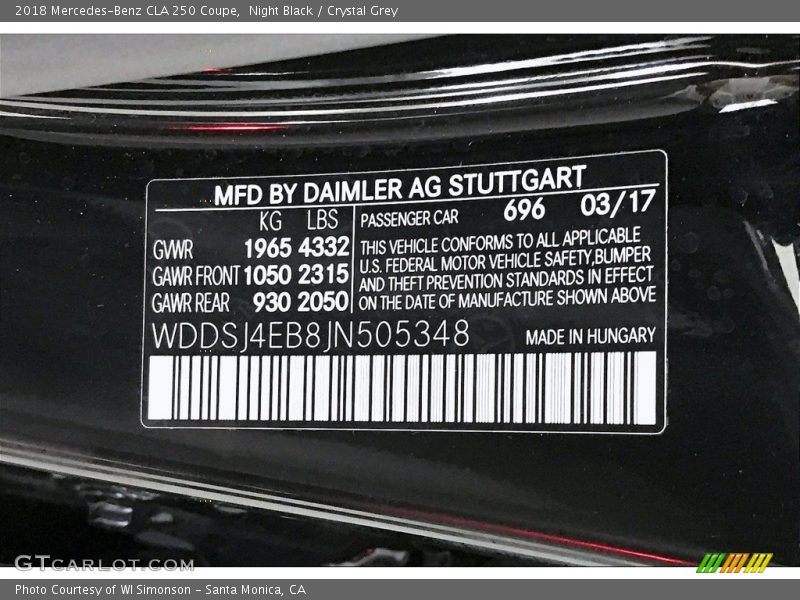 2018 Mercedes-Benz CLA 250 Coupe,  Night Black / Crystal Grey
MFD BY DAIMLER AG STUTTGART
KG LBS
GWR 1965 4332
GAWR FRONT 1050 2315
GAWR REAR 930 2050
PASSENGER CAR 696 03/17
THIS VEHICLE CONFORMS TO ALL APPLICABLE
U.S. FEDERAL MOTOR VEHICLE SAFETY,BUMPER
AND THEFT PREVENTION STANDARDS IN EFFECT
ON THE DATE OF MANUFACTURE SHOWN ABOVE
WDDSJ4EB8JN505348 MADE IN HUNGARY
GTCARLOT.COM
Photo Courtesy of WI Simonson - Santa Monica, CA